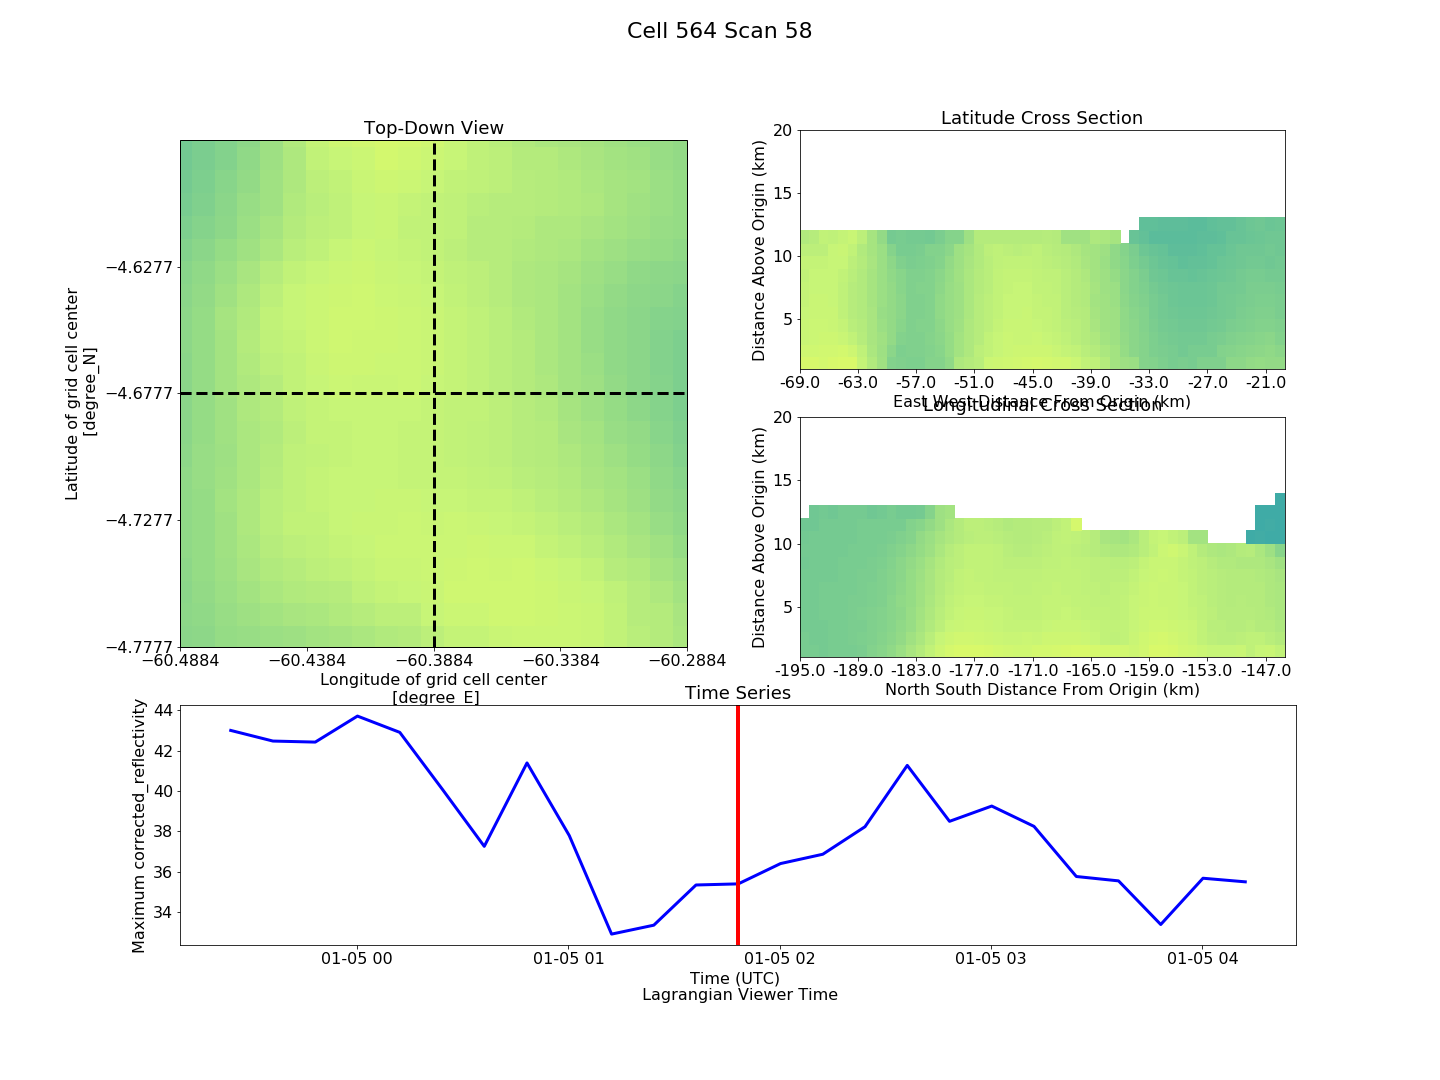 Cell 564 Scan 58
Top-Down View
−4.6277
−4.6777
−4.7277
−4.7777
Latitude of grid cell center
[degree_N]
−60.4884 −60.4384 −60.3884 −60.3384 −60.2884
Longitude of grid cell center
[degree_E]
Latitude Cross Section
20
15
10
5
Distance Above Origin (km)
-69.0 -63.0 -57.0 -51.0 -45.0 -39.0 -33.0 -27.0 -21.0
East West Distance From Origin (km)
Longitudinal Cross Section
20
15
10
5
Distance Above Origin (km)
-195.0 -189.0 -183.0 -177.0 -171.0 -165.0 -159.0 -153.0 -147.0
North South Distance From Origin (km)
Time Series
44
42
40
38
36
34
Maximum corrected_reflectivity
01-05 00 01-05 01 01-05 02 01-05 03 01-05 04
Time (UTC)
Lagrangian Viewer Time